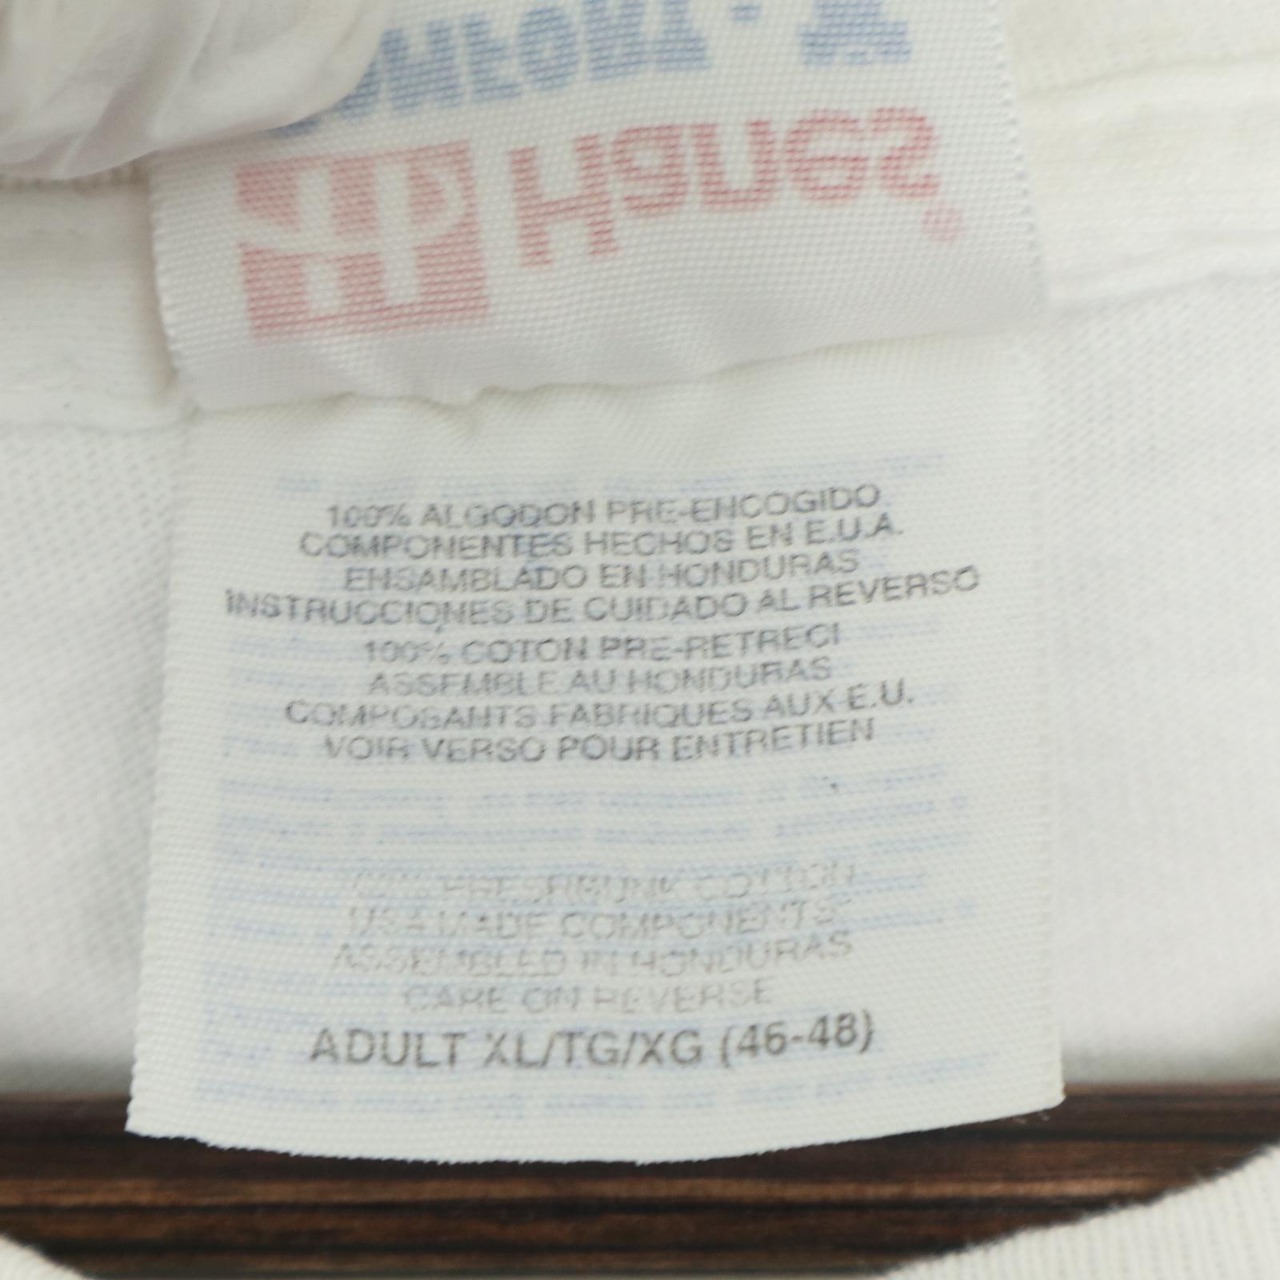 COMFORT-T
Hanes®
100% ALGODON PRE-ENCOGIDO
COMPONENTES HECHOS EN E.U.A.
ENSAMBLADO EN HONDURAS
INSTRUCCIONES DE CUIDADO AL REVERSO
100% COTON PRE-RETRECI
ASSEMBLE AU HONDURAS
COMPOSANTS FABRIQUES AUX E.U.
VOIR VERSO POUR ENTRETIEN
100% PRESHRUNK COTTON
USA MADE COMPONENTS
ASSEMBLED IN HONDURAS
CARE ON REVERSE
ADULT XL/TG/XG (46-48)